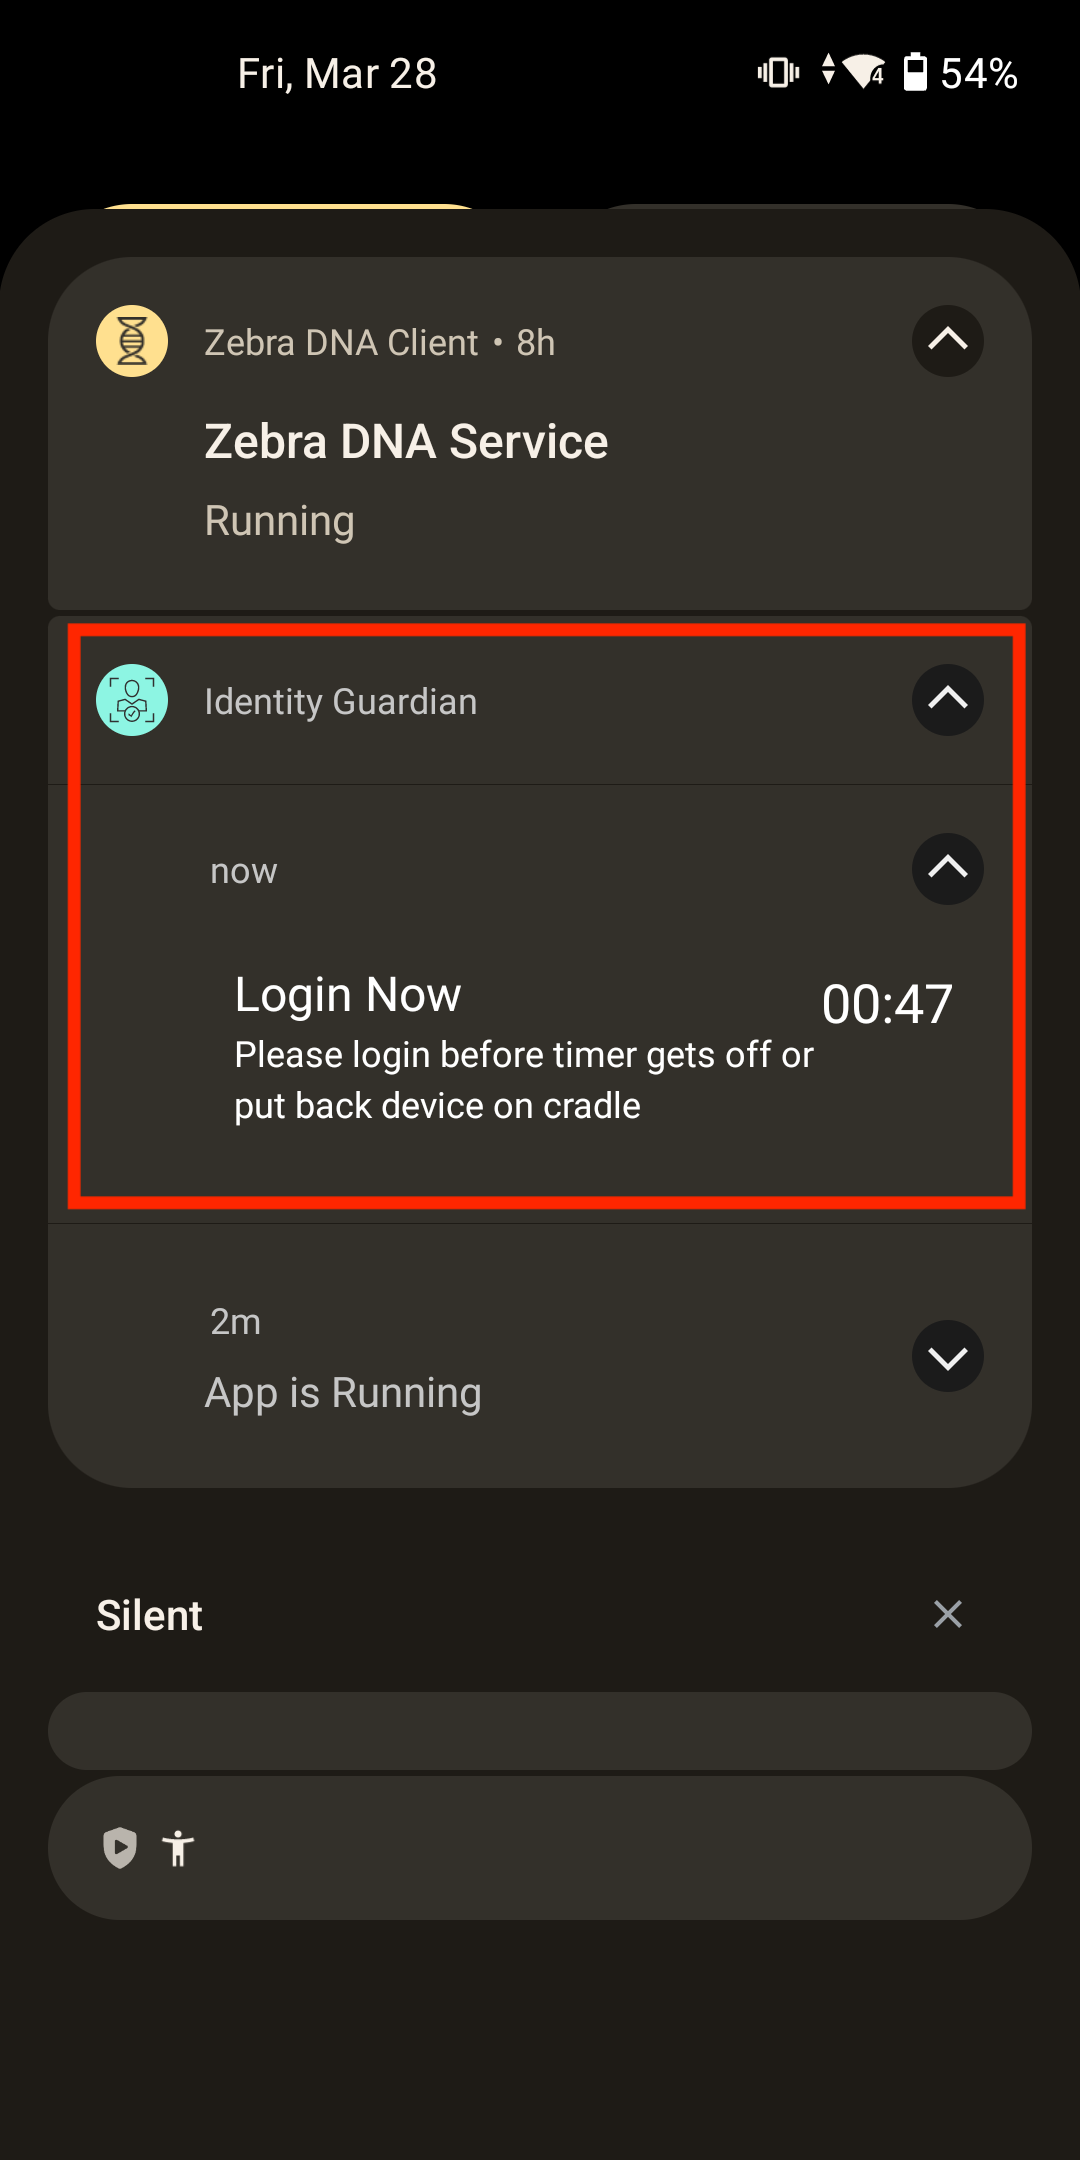 Fri, Mar 28
4 54%
Zebra DNA Client • 8h
Zebra DNA Service
Running
Identity Guardian
now
Login Now
00:47
Please login before timer gets off or
put back device on cradle
2m
App is Running
Silent